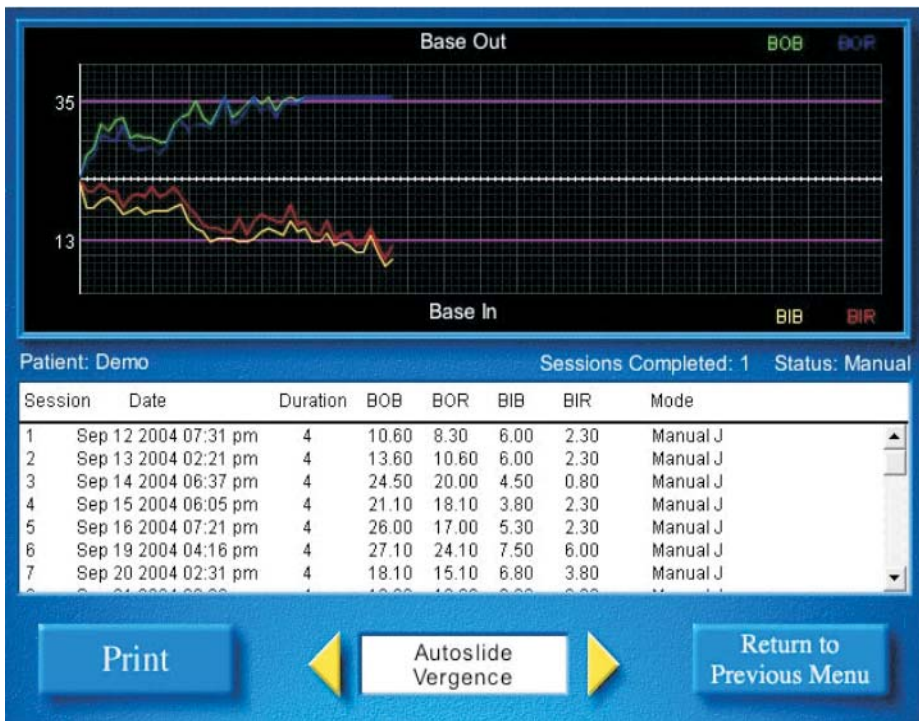 Base Out
BOB BOR
35
13
Base In
BIB BIR
Patient: Demo Sessions Completed: 1 Status: Manual
Session Date Duration BOB BOR BIB BIR Mode
1 Sep 12 2004 07:31 pm 4 10.60 8.30 6.00 2.30 Manual J
2 Sep 13 2004 02:21 pm 4 13.60 10.60 6.00 2.30 Manual J
3 Sep 14 2004 06:37 pm 4 24.50 20.00 4.50 0.80 Manual J
4 Sep 15 2004 06:05 pm 4 21.10 18.10 3.80 2.30 Manual J
5 Sep 16 2004 07:21 pm 4 26.00 17.00 5.30 2.30 Manual J
6 Sep 19 2004 04:16 pm 4 27.10 24.10 7.50 6.00 Manual J
7 Sep 20 2004 02:31 pm 4 18.10 15.10 6.80 3.80 Manual J
Print
Autoslide
Vergence
Return to
Previous Menu